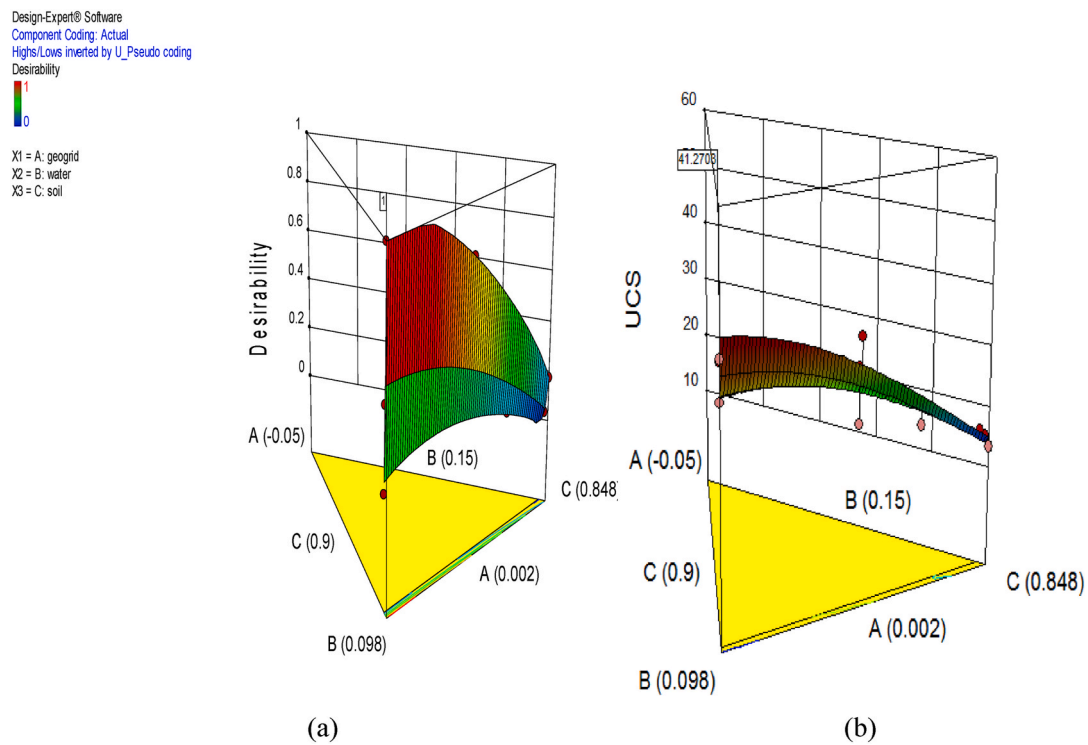 Design-Expert® Software
Component Coding: Actual
Highs/Lows inverted by U_Pseudo coding
Desirability
1
0
X1 = A: geogrid
X2 = B: water
X3 = C: soil
1
0.8
0.6
0.4
0.2
0
Desirability
1
A (-0.05)
B (0.15)
C (0.848)
C (0.9)
A (0.002)
B (0.098)
(a)
60
40
30
20
10
UCS
41.2703
A (-0.05)
B (0.15)
C (0.9)
C (0.848)
A (0.002)
B (0.098)
(b)